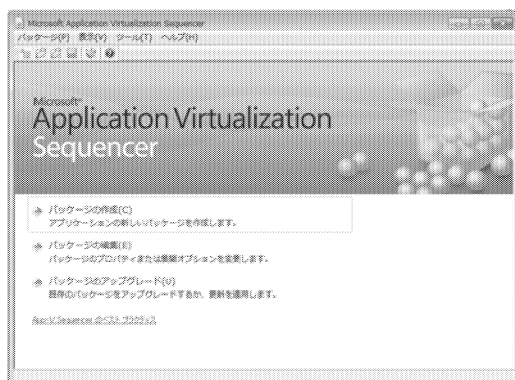 Microsoft Application Virtualization Sequencer
パッケージ(P) 表示(V) ツール(T) ヘルプ(H)
Microsoft®
Application Virtualization
Sequencer
パッケージの作成(C)
アプリケーションの新しいパッケージを作成します。
パッケージの編集(E)
パッケージのプロパティまたは展開オプションを変更します。
パッケージのアップグレード(U)
既存のパッケージをアップグレードするか、更新を適用します。
App-V Sequencer のベスト プラクティス